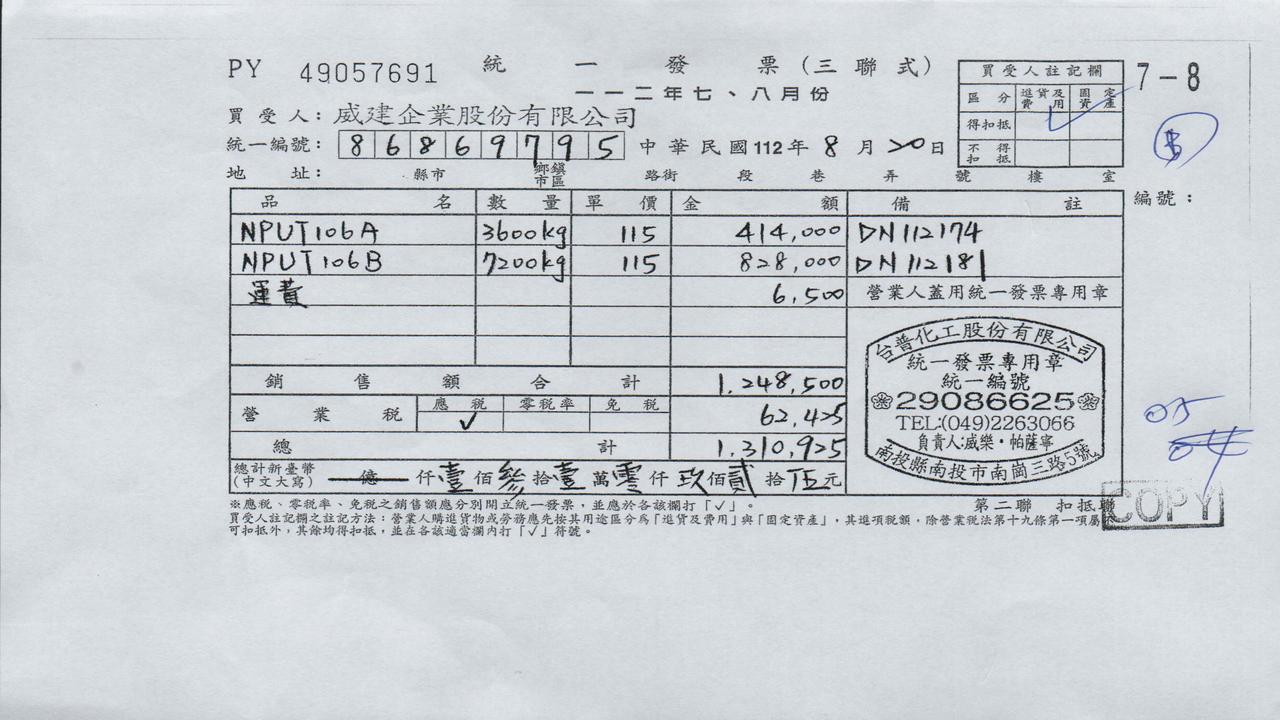 PY 49057691 統一發票(三聯式)
一一二年七、八月份
7-8
買受人註記欄
區分 進貨及費用 固定資產
得扣抵
不得扣抵
買受人:威建企業股份有限公司
統一編號: 86869795 中華民國112年8月20日
地址: 縣市 鄉鎮市區 路街 段 巷 弄 號 樓 室
編號:
品名 數量 單價 金額 備註
NPUT106A 3600kg 115 414,000 DN112174
NPUT106B 7200kg 115 828,000 DN112181
運費 6,500 營業人蓋用統一發票專用章
銷售額合計 1,248,500
營業稅 應稅 ✓ 零稅率 免稅 62,425
總計 1,310,925
總計新臺幣(中文大寫) 億 仟壹佰參拾壹萬零仟玖佰貳拾伍元
台普化工股份有限公司
統一發票專用章
統一編號
29086625
TEL:(049)2263066
負責人:威樂·帕薩寧
南投縣南投市南崗三路5號
05
04
※應稅、零稅率、免稅之銷售額應分別開立統一發票,並應於各該欄打「✓」。
第二聯 扣抵聯
COPY
買受人註記欄之註記方法:營業人購進貨物或勞務應先按其用途區分為「進貨及費用」與「固定資產」,其進項稅額,除營業稅法第十九條第一項屬不
可扣抵外,其餘均得扣抵,並在各該適當欄內打「✓」符號。